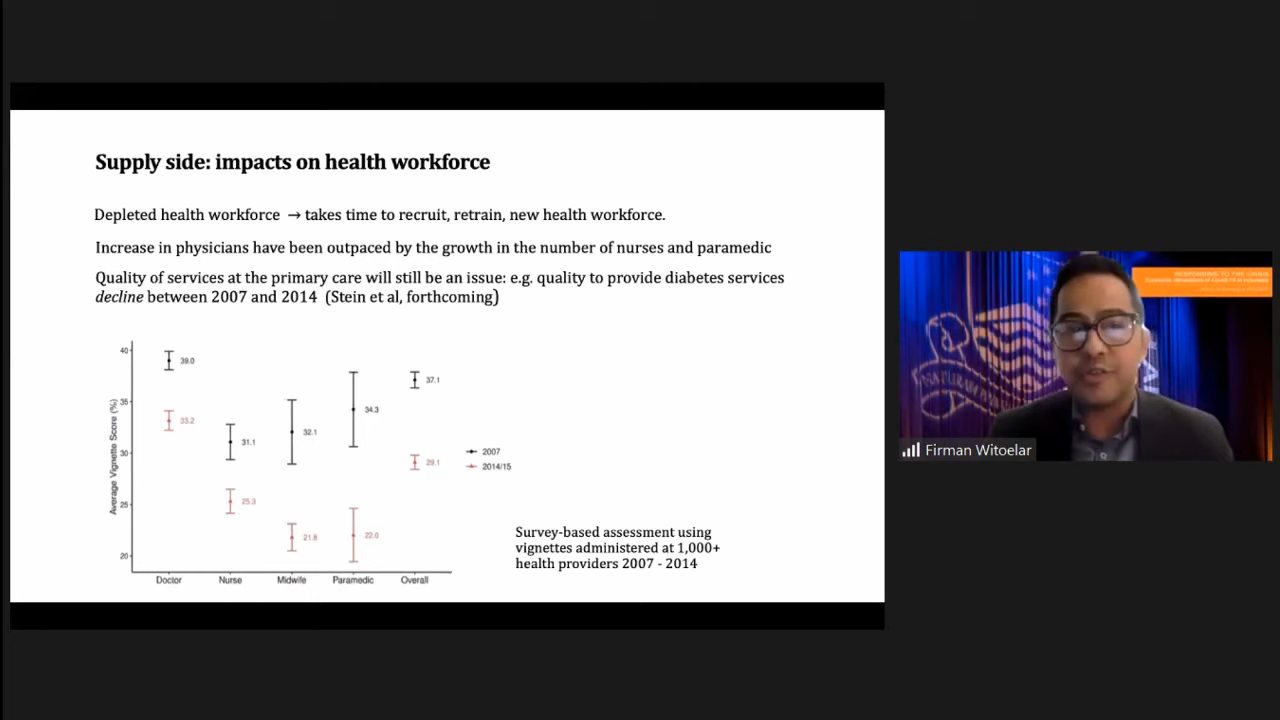 Supply side: impacts on health workforce
Depleted health workforce → takes time to recruit, retrain, new health workforce.
Increase in physicians have been outpaced by the growth in the number of nurses and paramedic
Quality of services at the primary care will still be an issue: e.g. quality to provide diabetes services
decline between 2007 and 2014 (Stein et al, forthcoming)
Average Vignette Score (%)
40
35
30
25
20
39.0
33.2
31.1
25.3
32.1
21.8
34.3
22.0
37.1
29.1
Doctor
Nurse
Midwife
Paramedic
Overall
2007
2014/15
Survey-based assessment using
vignettes administered at 1,000+
health providers 2007 - 2014
RESPONDING TO THE CRISIS
Firman Witoelar